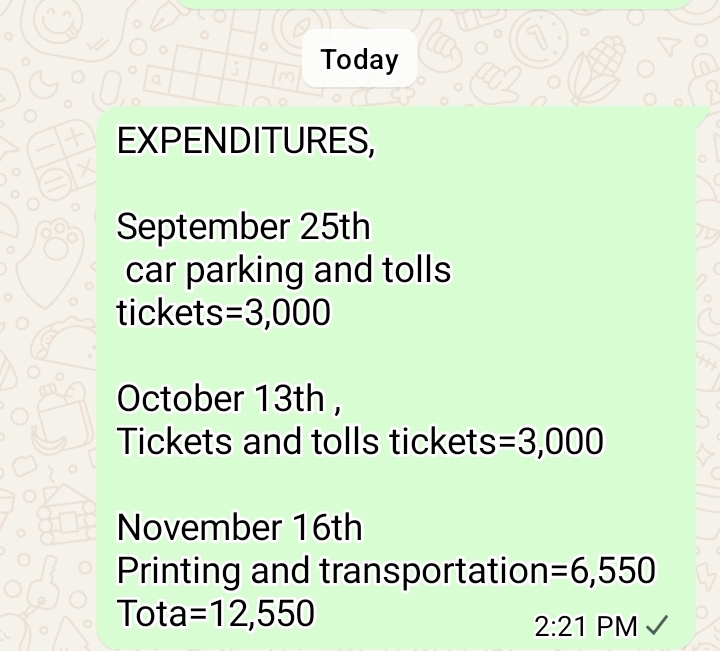 Today
EXPENDITURES,
September 25th
car parking and tolls
tickets=3,000
October 13th ,
Tickets and tolls tickets=3,000
November 16th
Printing and transportation=6,550
Tota=12,550
2:21 PM